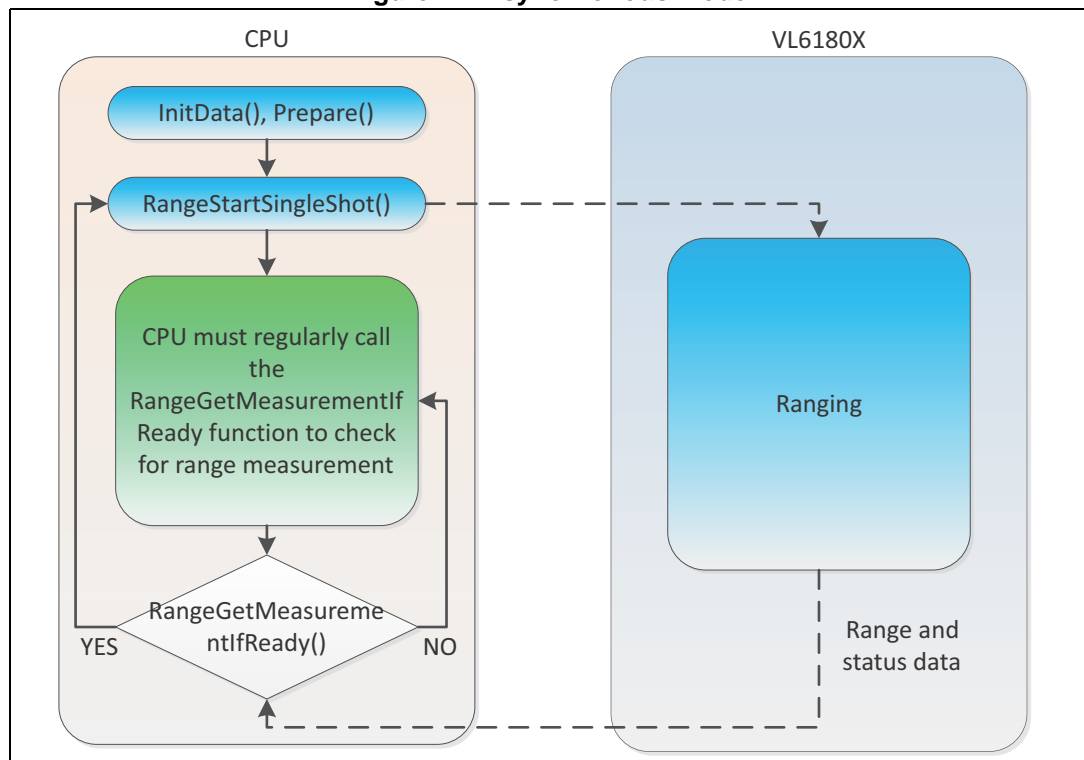 CPU
VL6180X
InitData(), Prepare()
RangeStartSingleShot()
CPU must regularly call
the
RangeGetMeasurementIf
Ready function to check
for range measurement
Ranging
RangeGetMeasureme
ntIfReady()
YES
NO
Range and
status data